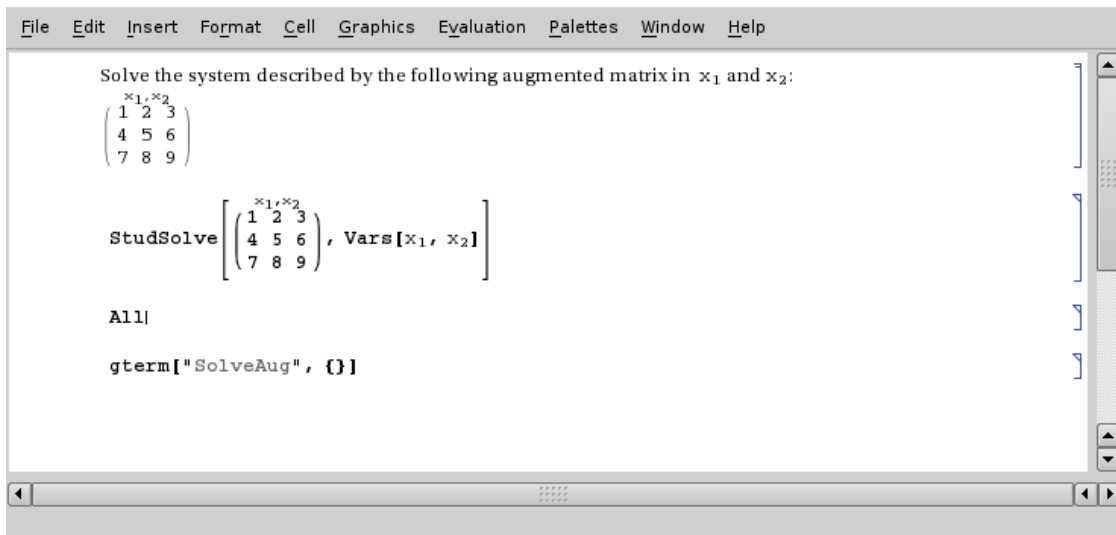 File Edit Insert Format Cell Graphics Evaluation Palettes Window Help
Solve the system described by the following augmented matrix in x₁ and x₂:
x₁,x₂
1 2 3
4 5 6
7 8 9
x₁,x₂
1 2 3
StudSolve[( 4 5 6 ), Vars[x₁, x₂]]
7 8 9
All
gterm["SolveAug", {}]